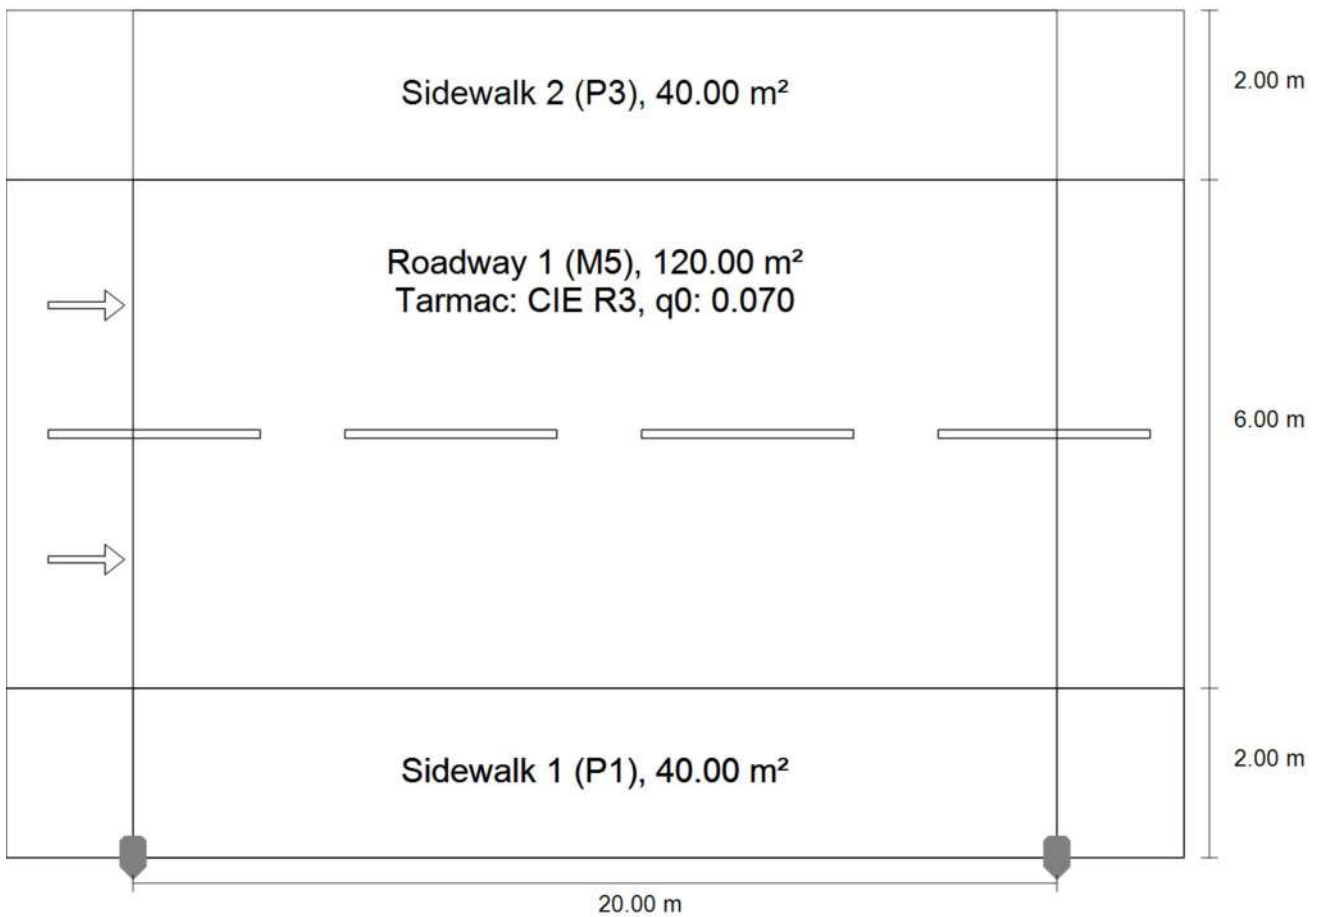 Sidewalk 2 (P3), 40.00 m²
2.00 m
Roadway 1 (M5), 120.00 m²
Tarmac: CIE R3, q0: 0.070
6.00 m
Sidewalk 1 (P1), 40.00 m²
2.00 m
20.00 m